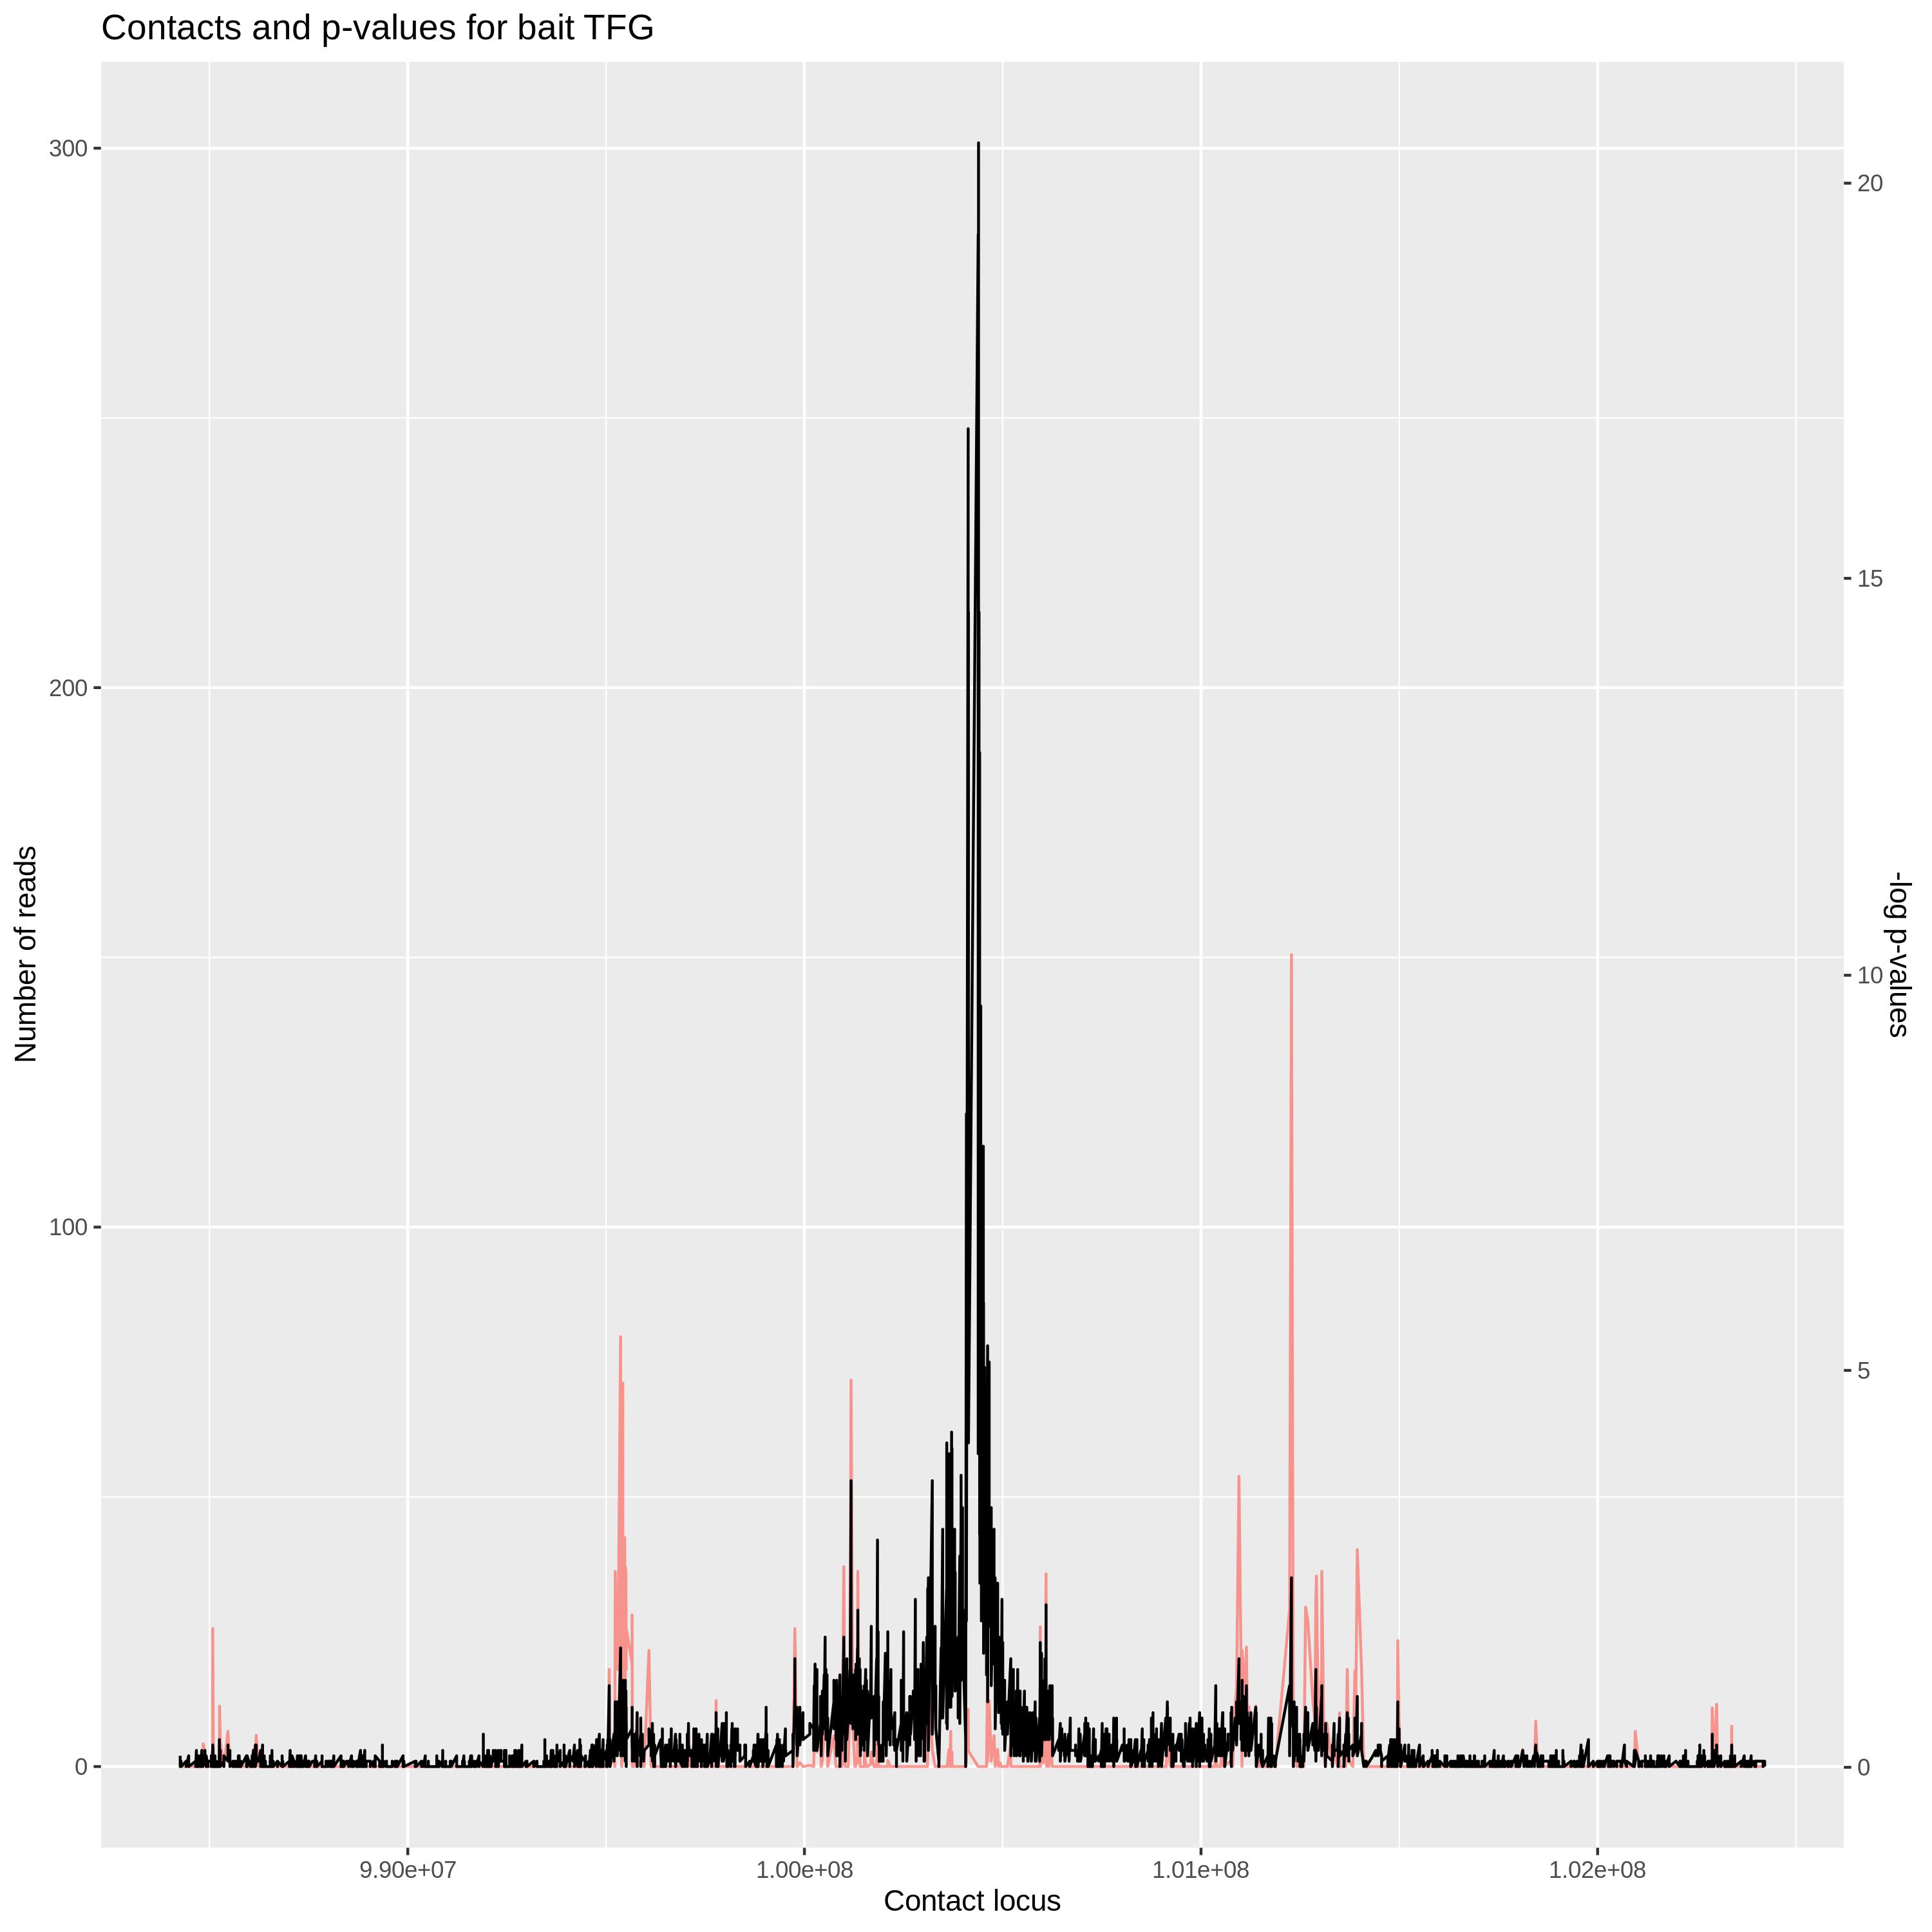 Contacts and p-values for bait TFG
300
200
100
0
Number of reads
20
15
10
5
0
-log p-values
9.90e+07
1.00e+08
1.01e+08
1.02e+08
Contact locus